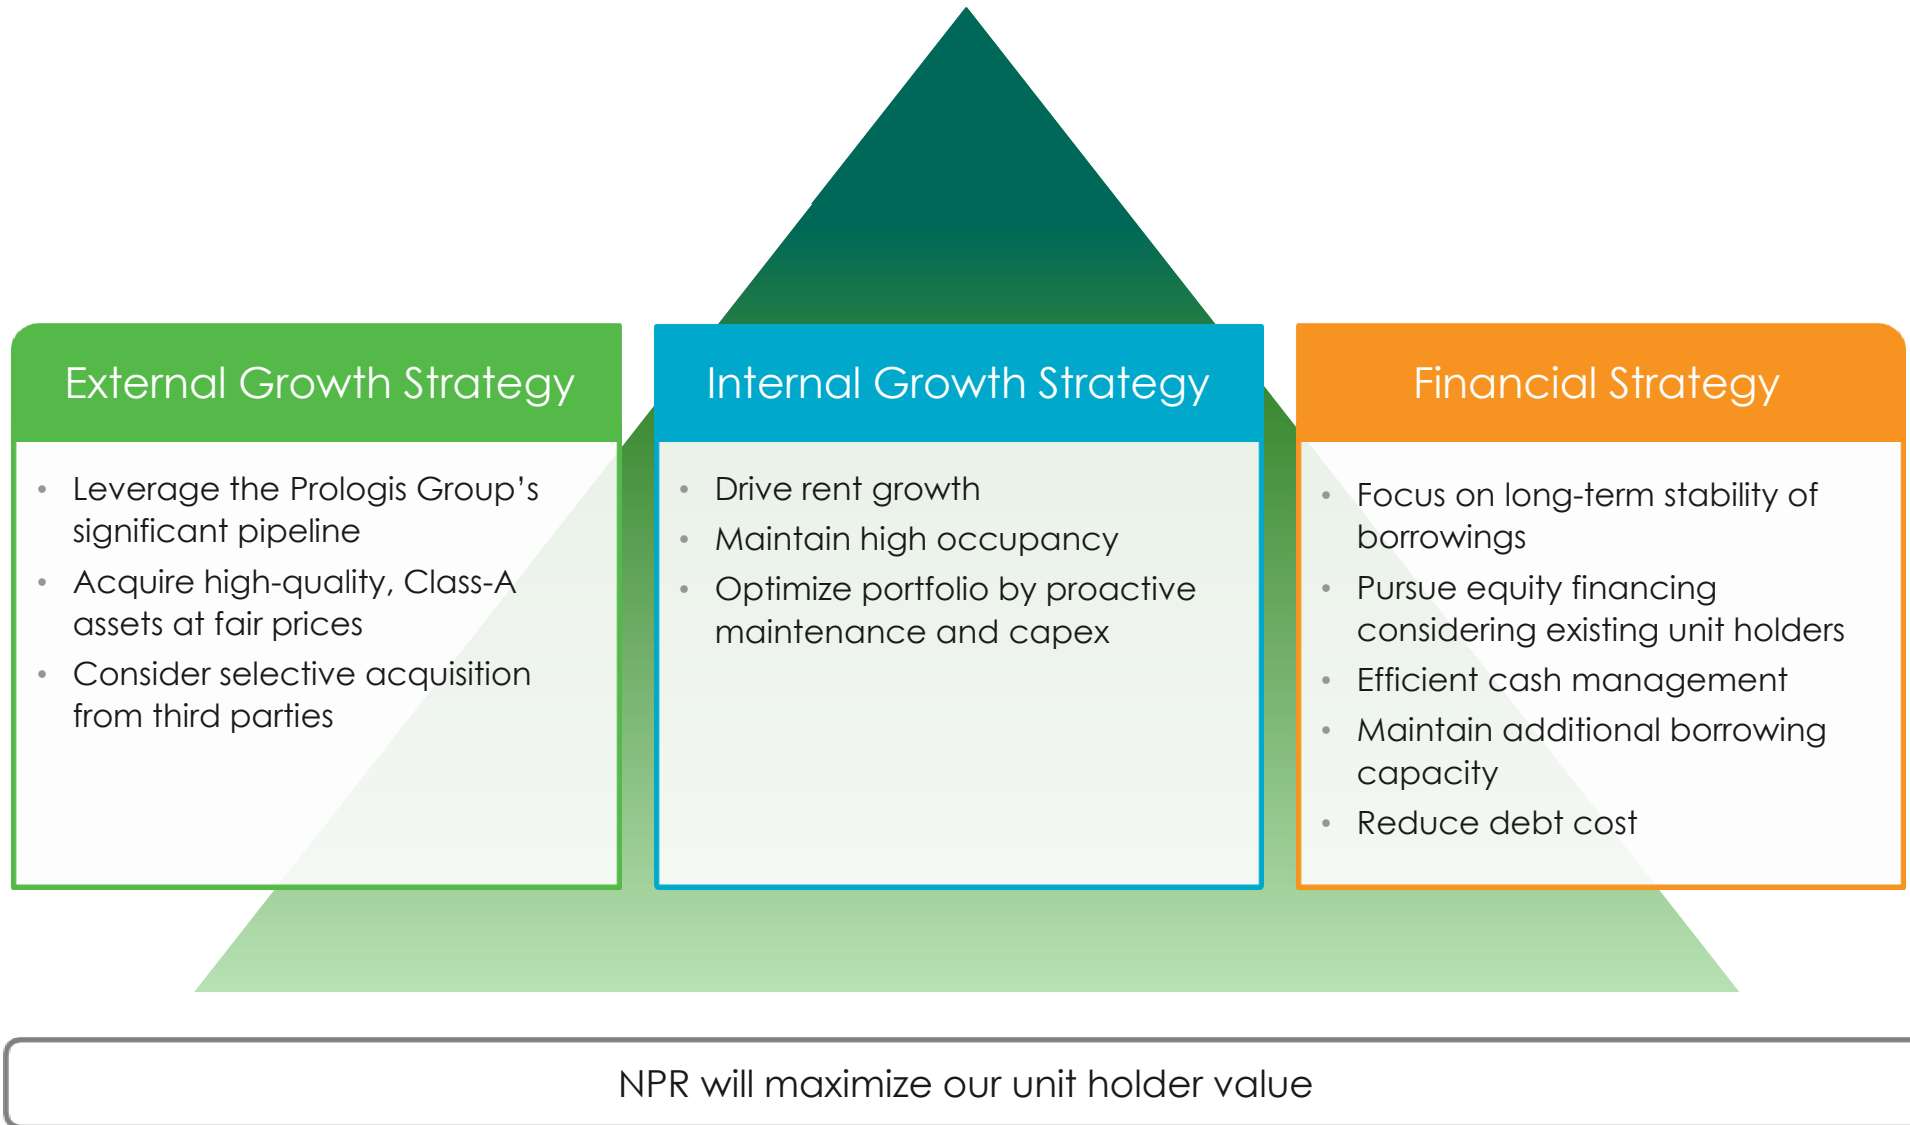 External Growth Strategy
• Leverage the Prologis Group’s
significant pipeline
• Acquire high-quality, Class-A
assets at fair prices
• Consider selective acquisition
from third parties
Internal Growth Strategy
• Drive rent growth
• Maintain high occupancy
• Optimize portfolio by proactive
maintenance and capex
Financial Strategy
• Focus on long-term stability of
borrowings
• Pursue equity financing
considering existing unit holders
• Efficient cash management
• Maintain additional borrowing
capacity
• Reduce debt cost
NPR will maximize our unit holder value